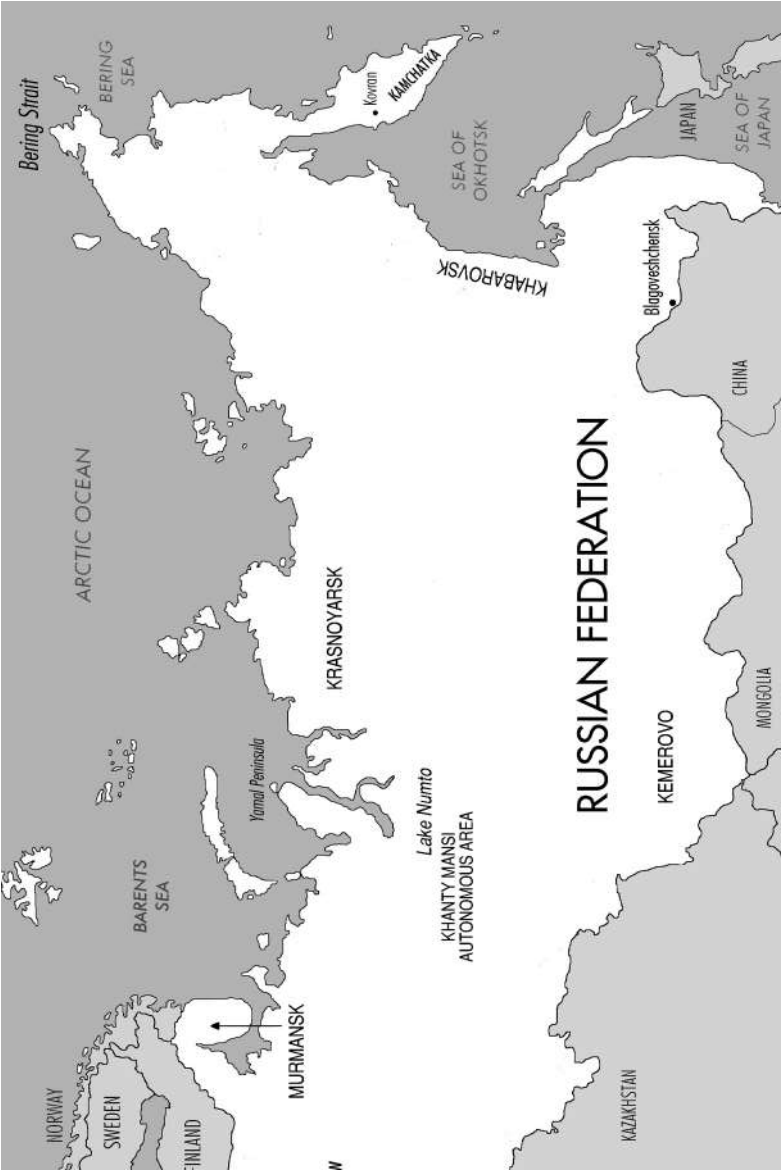 Bering Strait
BERING
SEA
Kovran
KAMCHATKA
SEA OF
OKHOTSK
JAPAN
SEA OF
JAPAN
KHABAROVSK
Blagoveshchensk
CHINA
ARCTIC OCEAN
RUSSIAN FEDERATION
KRASNOYARSK
MONGOLIA
KEMEROVO
Yamal Peninsula
Lake Numto
KHANTY MANSI
AUTONOMOUS AREA
BARENTS
SEA
MURMANSK
NORWAY
SWEDEN
FINLAND
KAZAKHSTAN